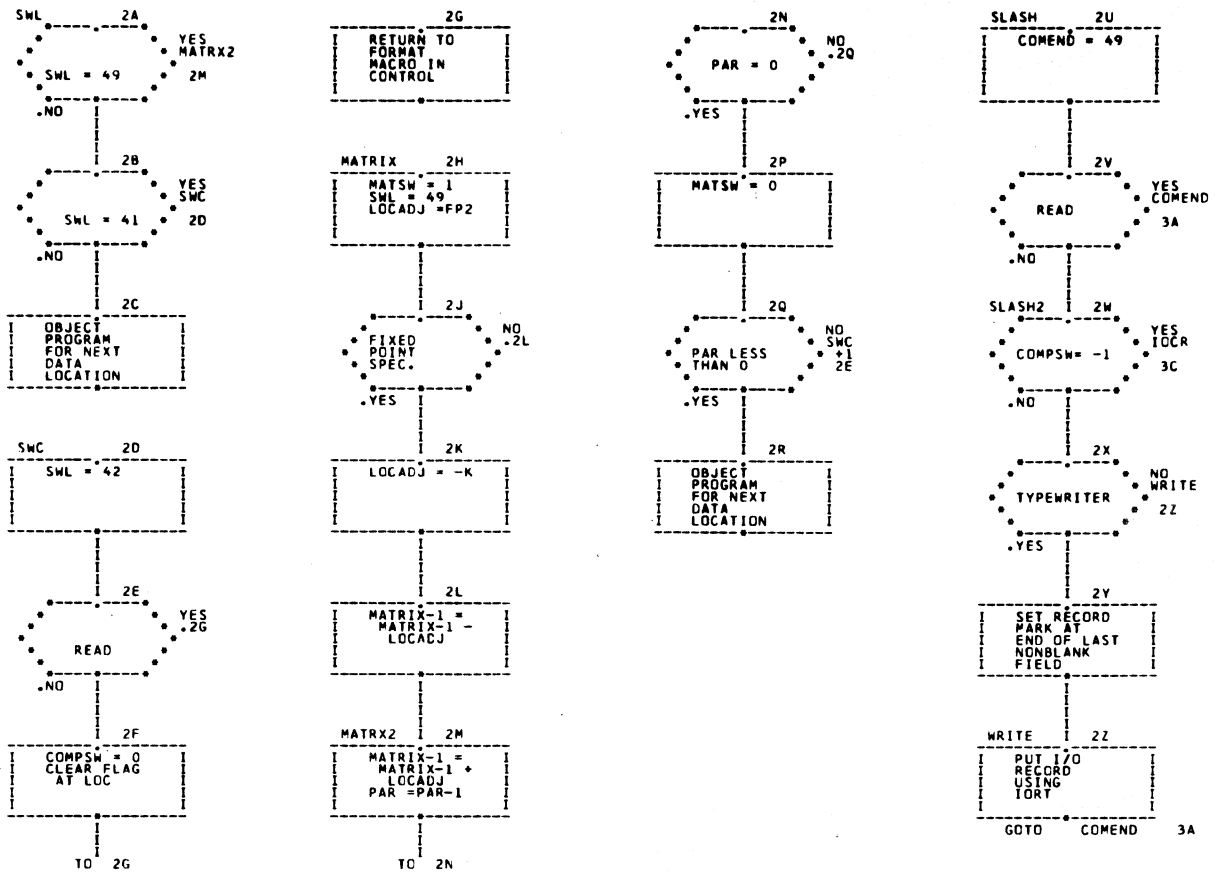 SWL 2A
YES
MATRX2
SWL = 49
2M
.NO
2B
YES
SWC
SWL = 41
2D
.NO
2C
OBJECT
PROGRAM
FOR NEXT
DATA
LOCATION
SWC 2D
SWL = 42
2E
YES
.2G
READ
.NO
2F
COMPSW = 0
CLEAR FLAG
AT LOC
TO 2G
2G
RETURN TO
FORMAT
MACRO IN
CONTROL
MATRIX 2H
MATSW = 1
SWL = 49
LOCADJ =FP2
2J
NO
.2L
FIXED
POINT
SPEC.
.YES
2K
LOCADJ = -K
2L
MATRIX-1 =
MATRIX-1 -
LOCADJ
MATRX2 2M
MATRIX-1 =
MATRIX-1 +
LOCADJ
PAR =PAR-1
TO 2N
2N
NO
.2Q
PAR = 0
.YES
2P
MATSW = 0
2Q
NO
SWC
+1
2E
PAR LESS
THAN 0
.YES
2R
OBJECT
PROGRAM
FOR NEXT
DATA
LOCATION
SLASH 2U
COMEND = 49
2V
YES
COMEND
READ
3A
.NO
SLASH2 2W
YES
IOCR
COMPSW= -1
3C
.NO
2X
NO
WRITE
TYPEWRITER
2Z
.YES
2Y
SET RECORD
MARK AT
END OF LAST
NONBLANK
FIELD
WRITE 2Z
PUT I/O
RECORD
USING
IORT
GOTO COMEND 3A